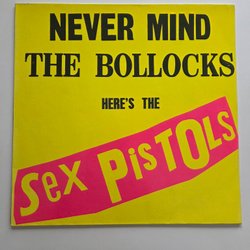 NEVER MIND
THE BOLLOCKS
HERE'S THE
Sex PiSTOLS